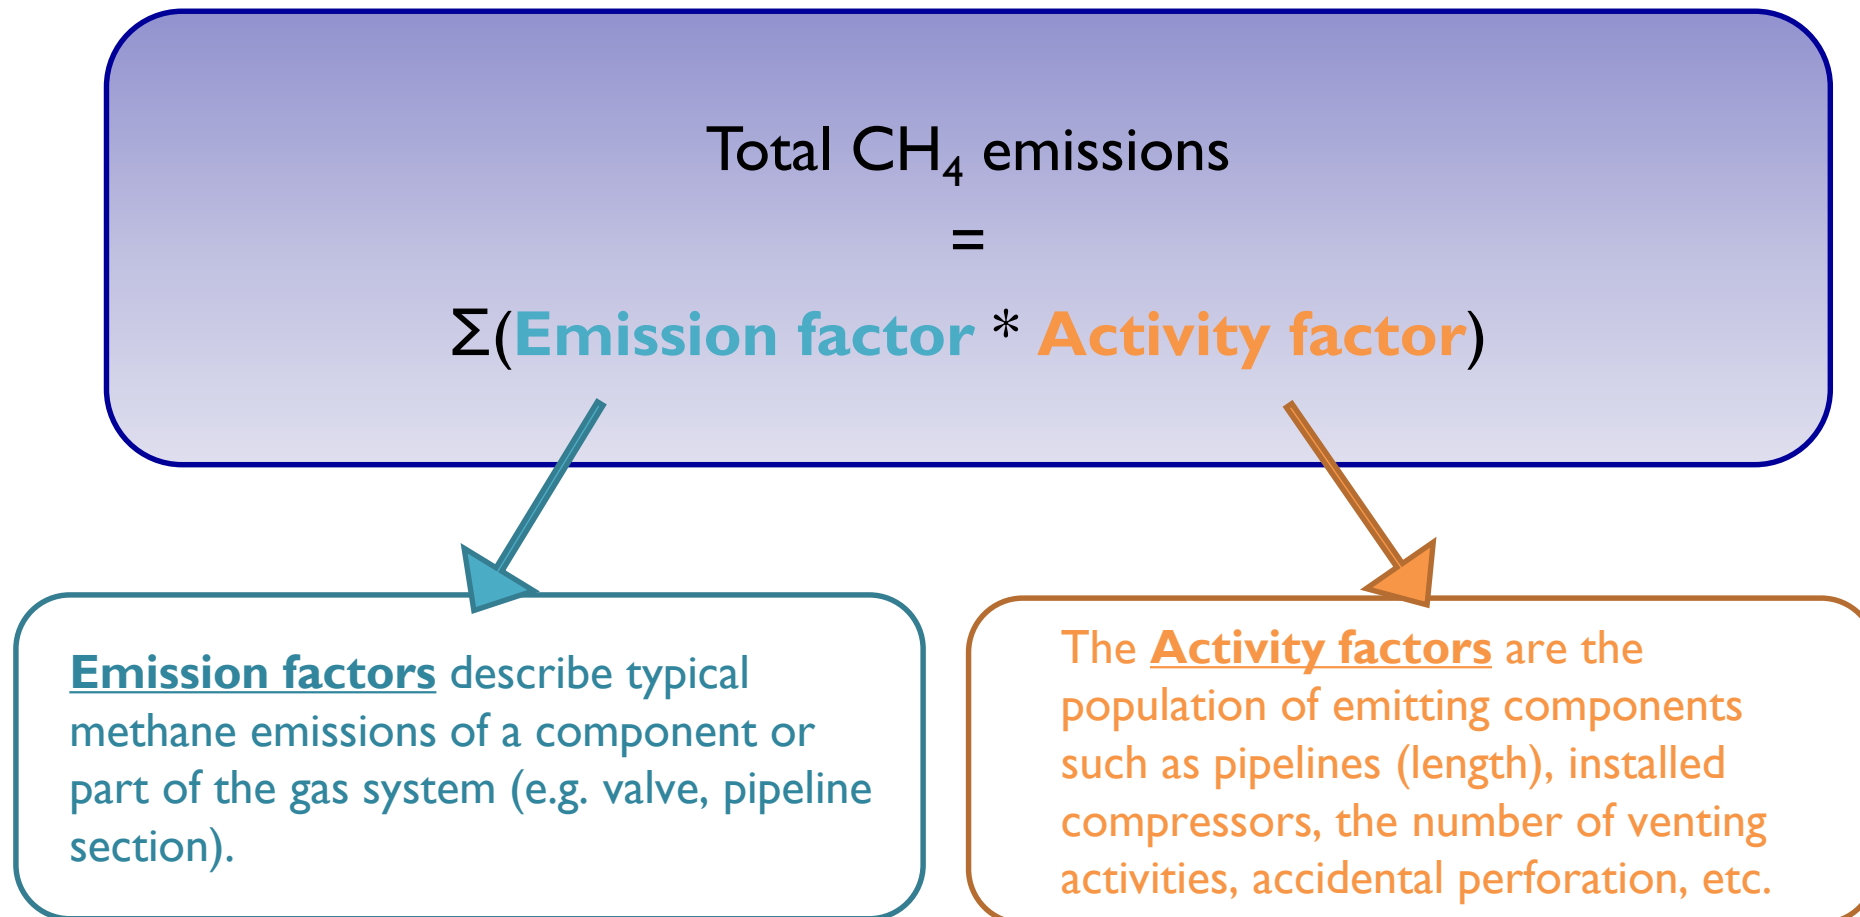 Total CH₄ emissions
=
Σ(Emission factor * Activity factor)
Emission factors describe typical
methane emissions of a component or
part of the gas system (e.g. valve, pipeline
section).
The Activity factors are the
population of emitting components
such as pipelines (length), installed
compressors, the number of venting
activities, accidental perforation, etc.